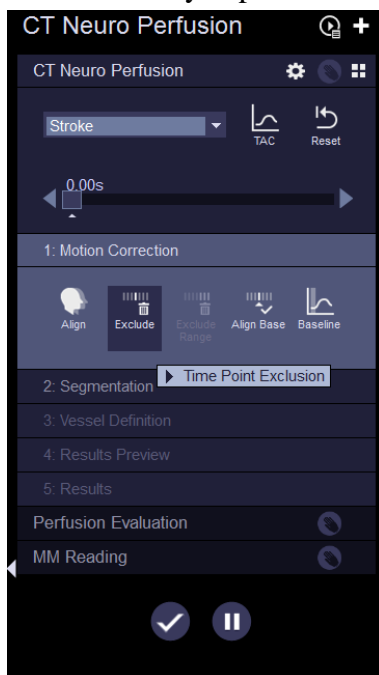 CT Neuro Perfusion
CT Neuro Perfusion
Stroke
TAC
Reset
0.00s
1: Motion Correction
Align
Exclude
Exclude Range
Align Base
Baseline
Time Point Exclusion
2: Segmentation
3: Vessel Definition
4: Results Preview
5: Results
Perfusion Evaluation
MM Reading